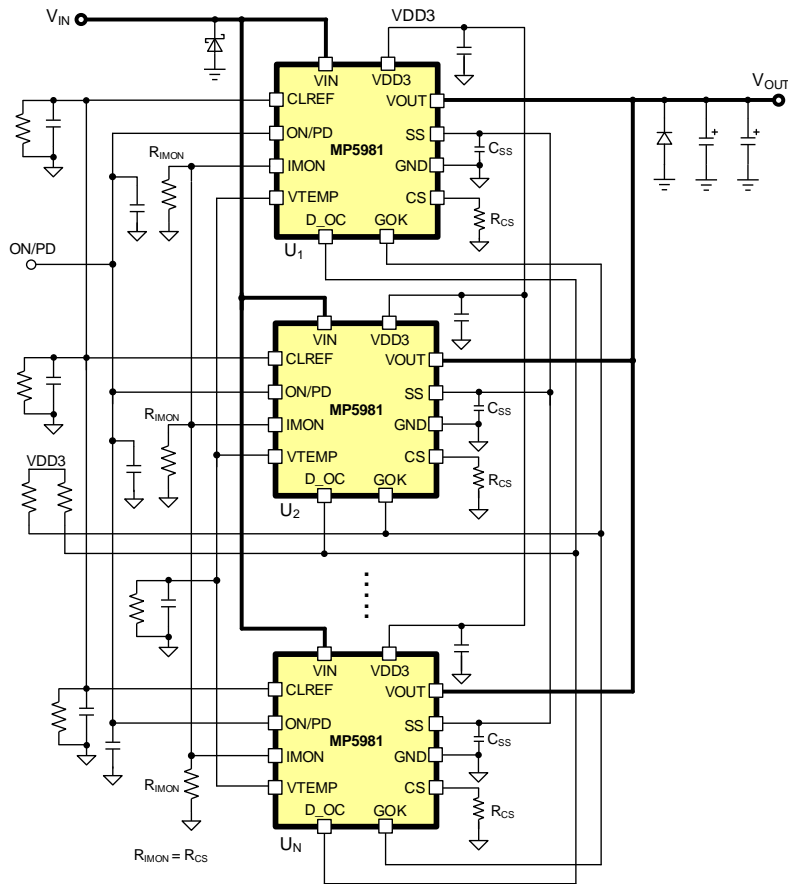 VIN
VDD3
VOUT
VIN
VDD3
CLREF
VOUT
ON/PD
SS
MP5981
CSS
RIMON
IMON
GND
VTEMP
CS
RCS
D_OC
GOK
U1
ON/PD
VIN
VDD3
CLREF
VOUT
ON/PD
SS
MP5981
CSS
RIMON
IMON
GND
VTEMP
CS
RCS
VDD3
D_OC
GOK
U2
VIN
VDD3
CLREF
VOUT
ON/PD
SS
MP5981
CSS
IMON
GND
RIMON
VTEMP
CS
RCS
D_OC
GOK
UN
RIMON = RCS